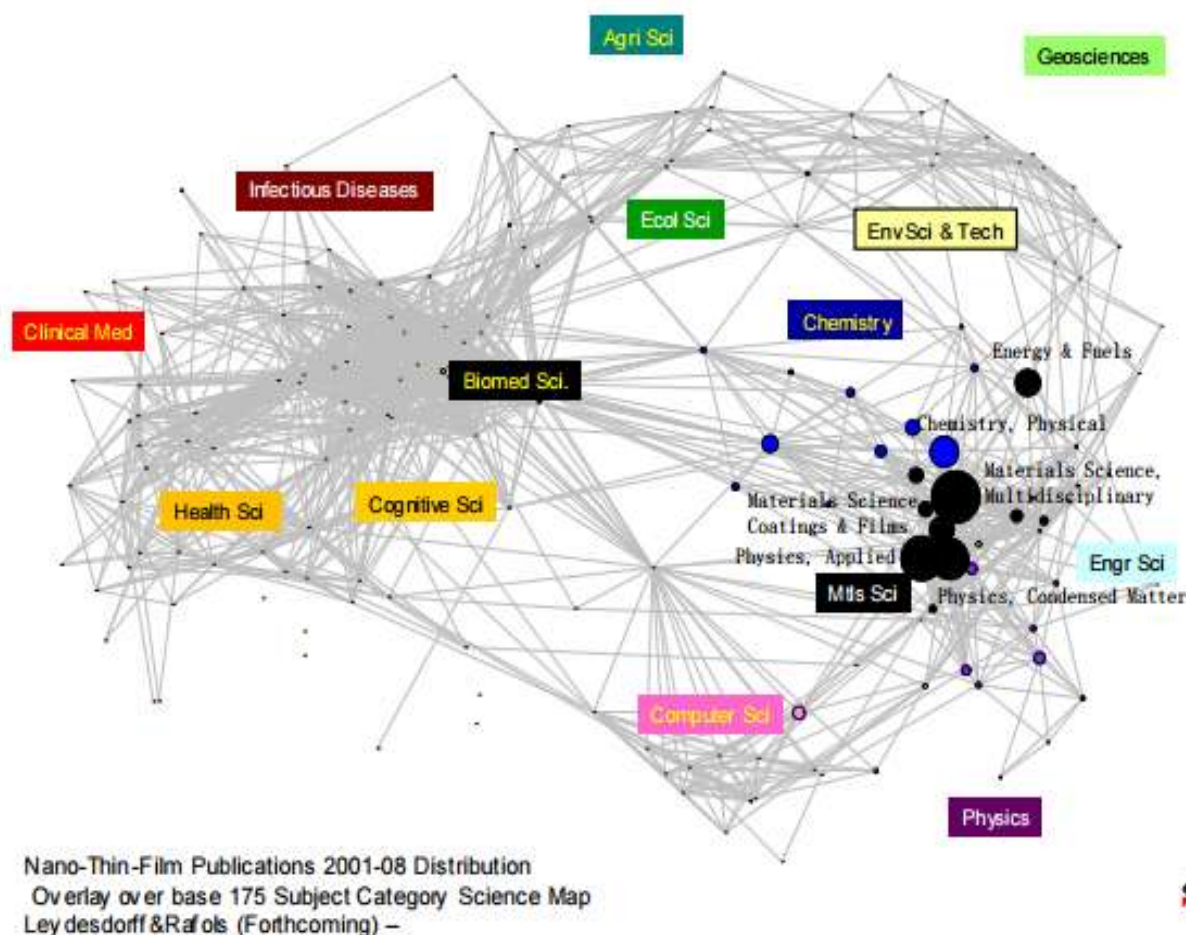 Agri Sci
Geosciences
Infectious Diseases
Ecol Sci
EnvSci & Tech
Clinical Med
Chemistry
Energy & Fuels
Biomed Sci.
Chemistry, Physical
Materials Science,
Multidisciplinary
Cognitive Sci
Health Sci
Materials Science
Coatings & Films
Physics, Applied
Engr Sci
Mtls Sci
Physics, Condensed Matter
Computer Sci
Physics
Nano-Thin-Film Publications 2001-08 Distribution
Overlay over base 175 Subject Category Science Map
Leydesdorff &Rafols (Forthcoming) –